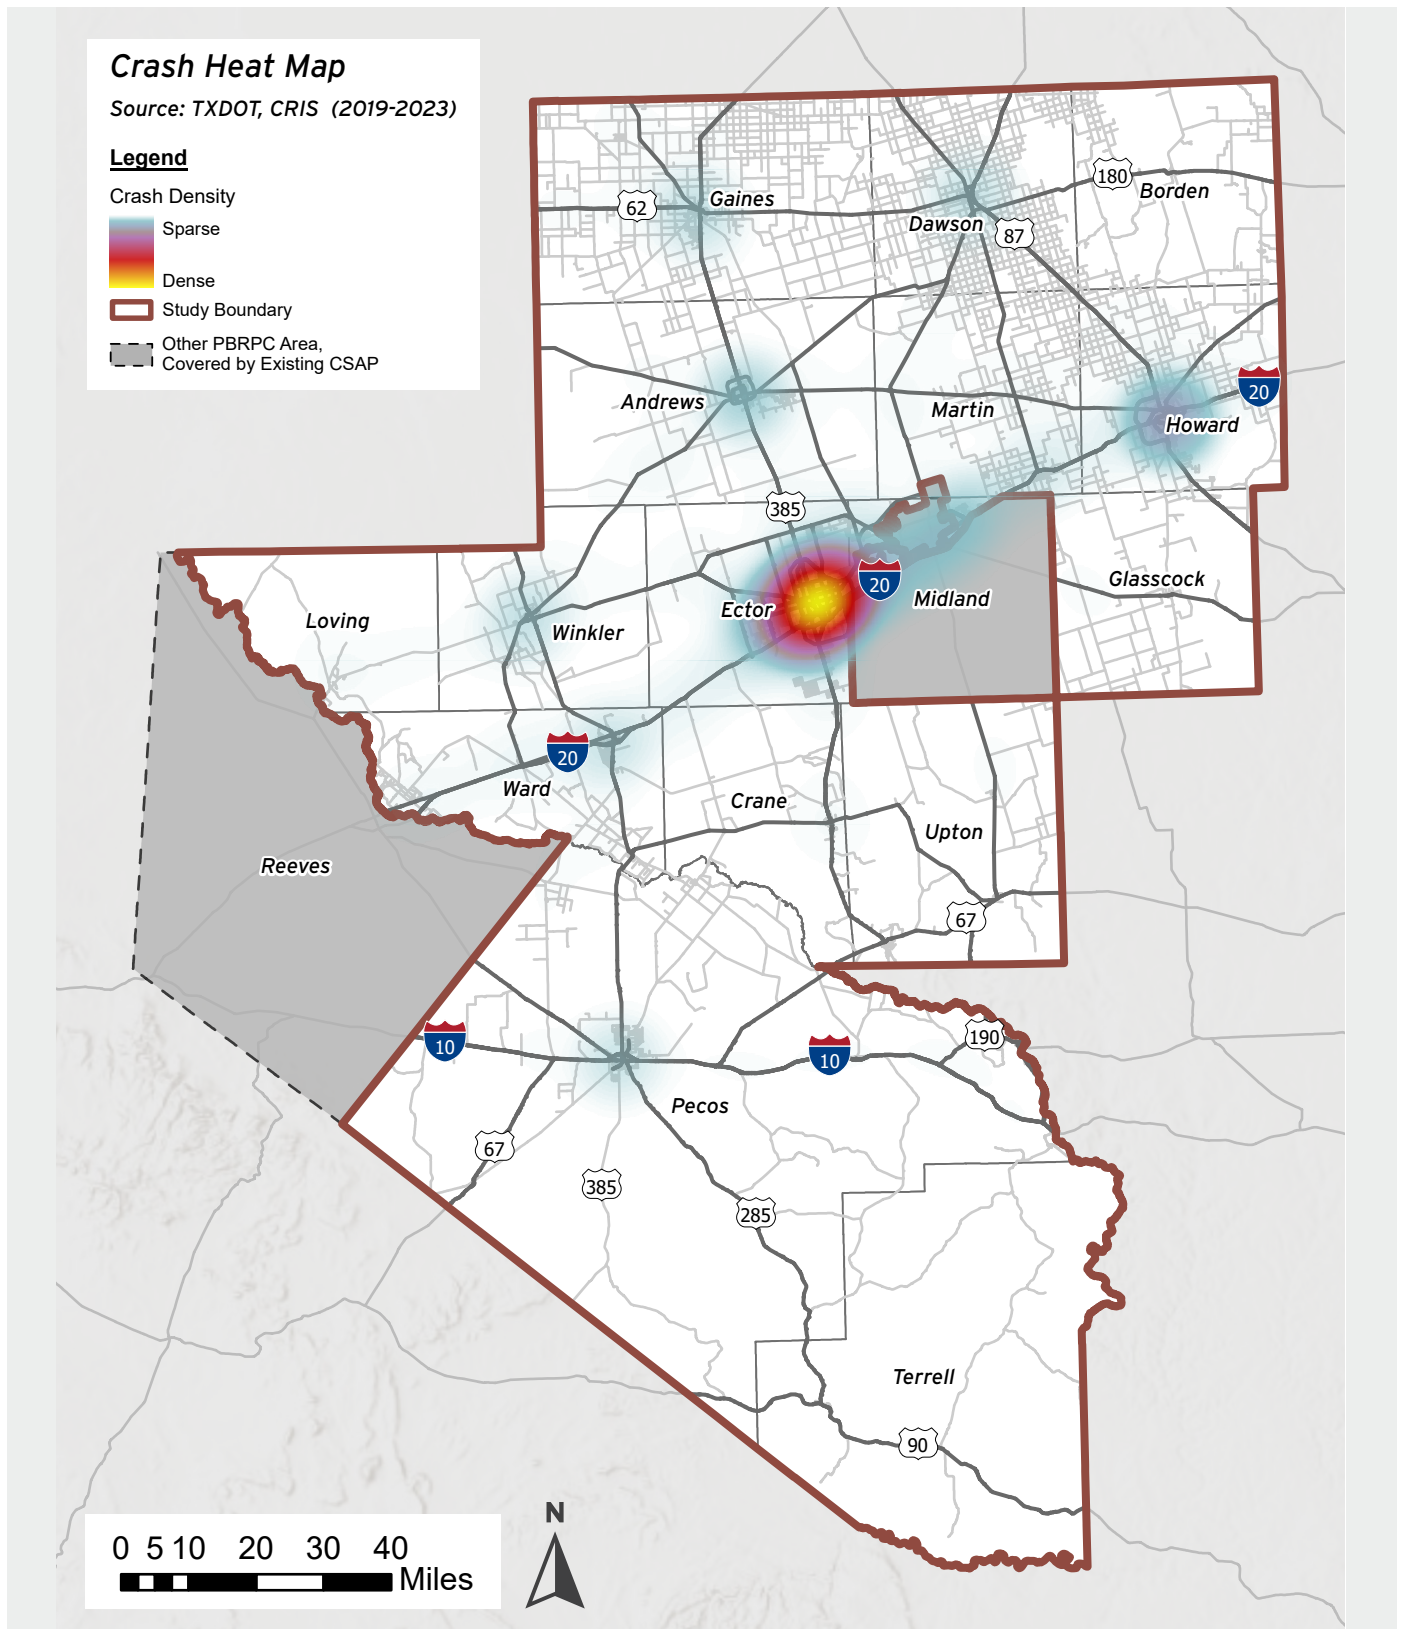 Crash Heat Map
Source: TXDOT, CRIS (2019-2023)
Legend
Crash Density
Sparse
Dense
Study Boundary
Other PBRPC Area,
Covered by Existing CSAP
180
Borden
62
Gaines
Dawson
87
20
Andrews
Martin
Howard
385
20
Midland
Glasscock
Ector
Loving
Winkler
20
Ward
Crane
Upton
Reeves
67
10
190
10
Pecos
67
385
285
Terrell
90
N
0 5 10 20 30 40
Miles